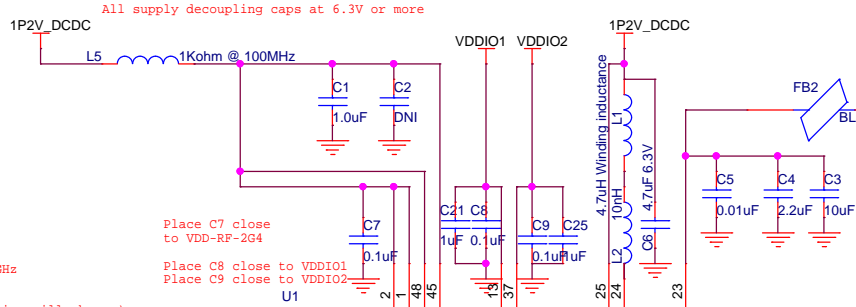 All supply decoupling caps at 6.3V or more
1P2V_DCDC
1P2V_DCDC
VDDIO1
VDDIO2
L5
1Kohm @ 100MHz
FB2
BL
C1
1.0uF
C2
DNI
4.7uH Winding inductance
L1
10nH
L2
4.7uF 6.3V
C6
C5
0.01uF
C4
2.2uF
C3
10uF
Place C7 close
to VDD-RF-2G4
C7
0.1uF
C21
1uF
C8
0.1uF
C9
0.1uF
C25
1uF
GHz
Place C8 close to VDDIO1
Place C9 close to VDDIO2
U1
2
1
48
45
13
37
25
24
23